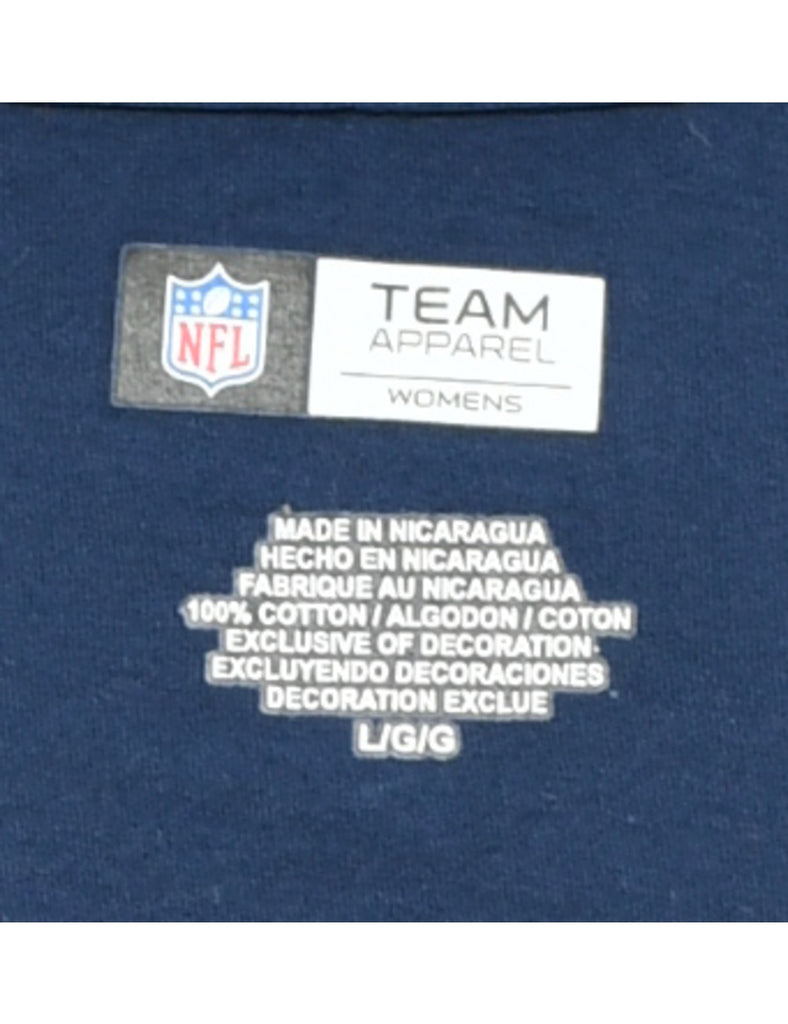 NFL
TEAM
APPAREL
WOMENS
MADE IN NICARAGUA
HECHO EN NICARAGUA
FABRIQUE AU NICARAGUA
100% COTTON / ALGODON / COTON
EXCLUSIVE OF DECORATION
EXCLUYENDO DECORACIONES
DECORATION EXCLUE
L/G/G